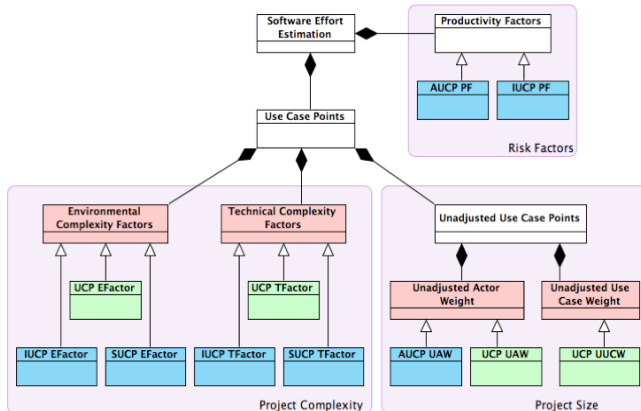 Software Effort
Estimation
Productivity Factors
AUCP PF
IUCP PF
Risk Factors
Use Case Points
Environmental
Complexity Factors
Technical Complexity
Factors
Unadjusted Use Case Points
UCP EFactor
UCP TFactor
Unadjusted Actor
Weight
Unadjusted Use
Case Weight
IUCP EFactor
SUCP EFactor
IUCP TFactor
SUCP TFactor
AUCP UAW
UCP UAW
UCP UUCW
Project Complexity
Project Size